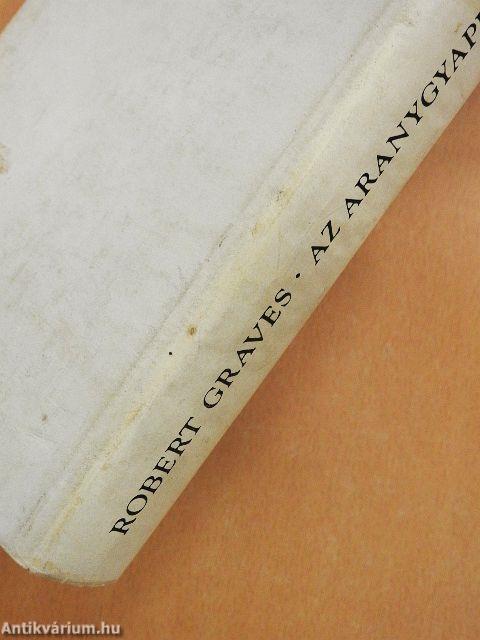 ROBERT GRAVES · AZ ARANYGYAP
Antikvárium.hu